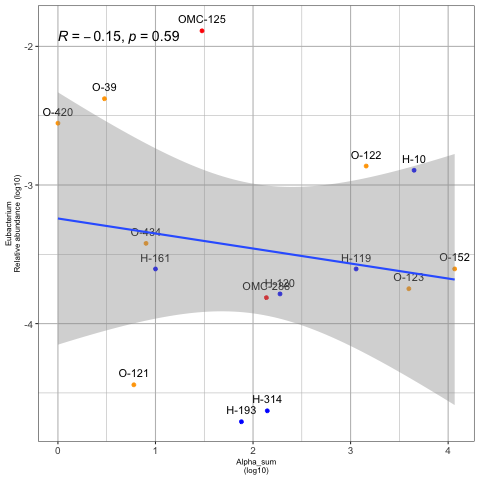 OMC-125
R = −0.15, p = 0.59
-2
O-39
O-420
O-122
H-10
-3
O-434
H-161
H-119
O-152
O-123
H-120
OMC-286
-4
O-121
H-314
H-193
0 1 2 3 4
Alpha_sum
(log10)
Eubacterium
Relative abundance (log10)